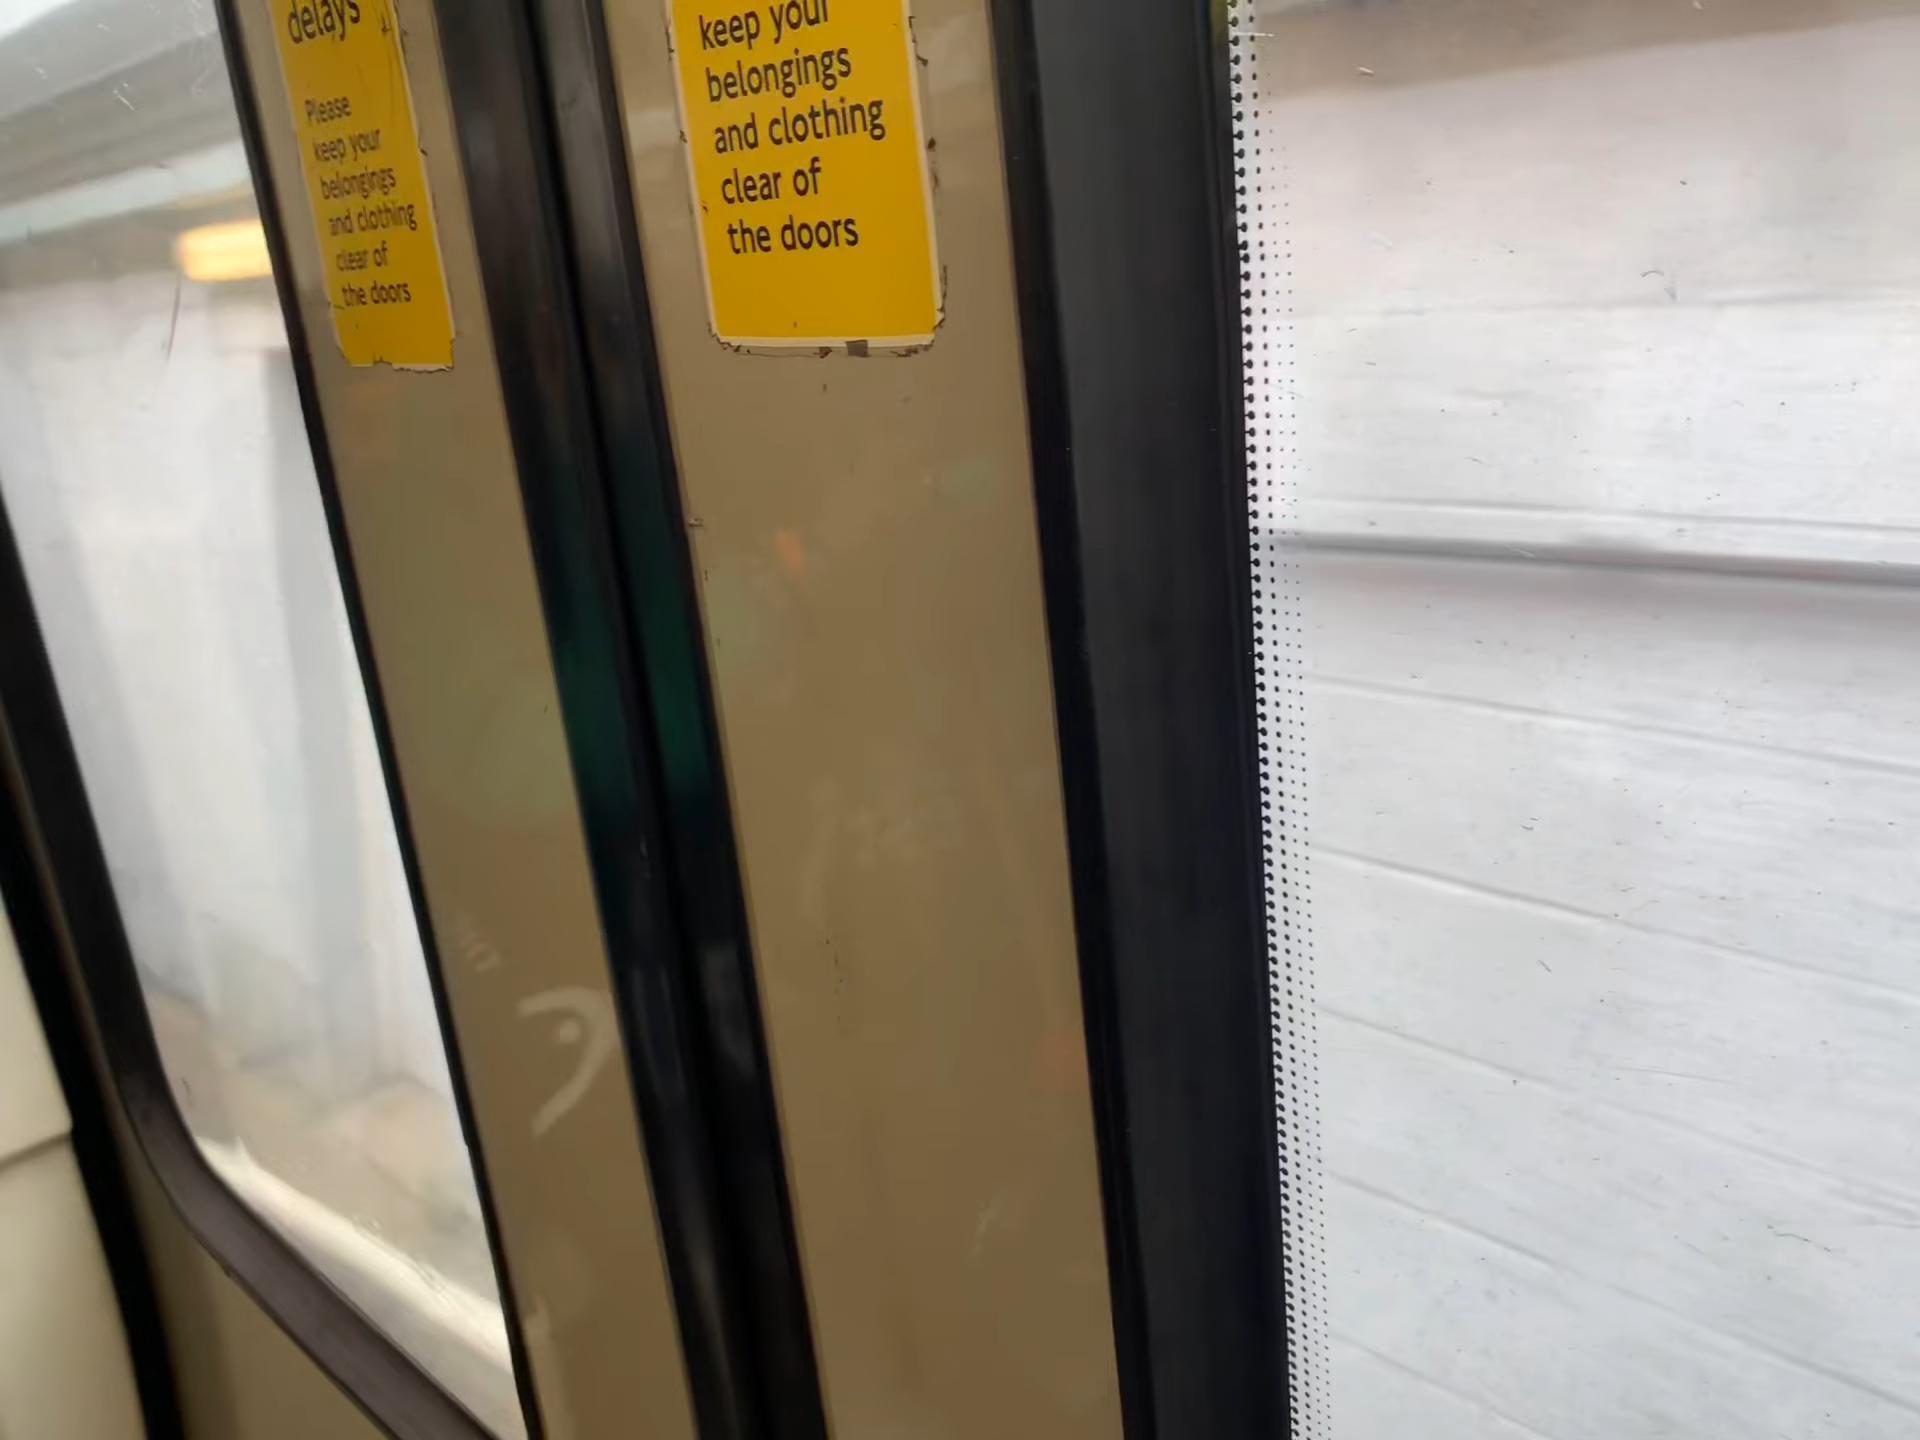 delays
Please
keep your
belongings
and clothing
clear of
the doors
keep your
belongings
and clothing
clear of
the doors